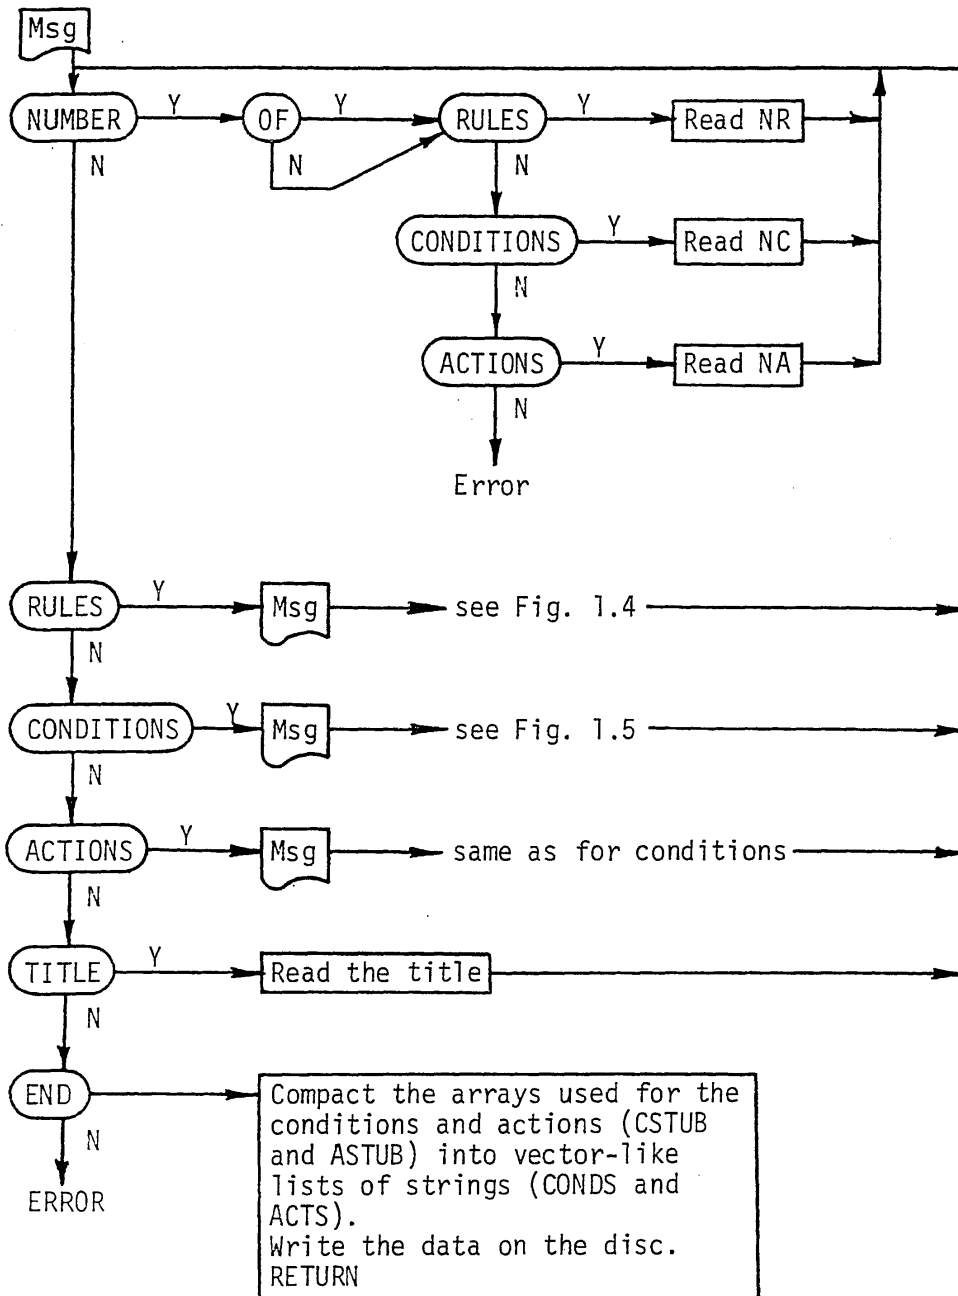 Msg
NUMBER Y OF Y RULES Y Read NR
N N N
CONDITIONS Y Read NC
N
ACTIONS Y Read NA
N
Error
RULES Y Msg see Fig. 1.4
N
CONDITIONS Y Msg see Fig. 1.5
N
ACTIONS Y Msg same as for conditions
N
TITLE Y Read the title
N
END
N
ERROR
Compact the arrays used for the
conditions and actions (CSTUB
and ASTUB) into vector-like
lists of strings (CONDS and
ACTS).
Write the data on the disc.
RETURN